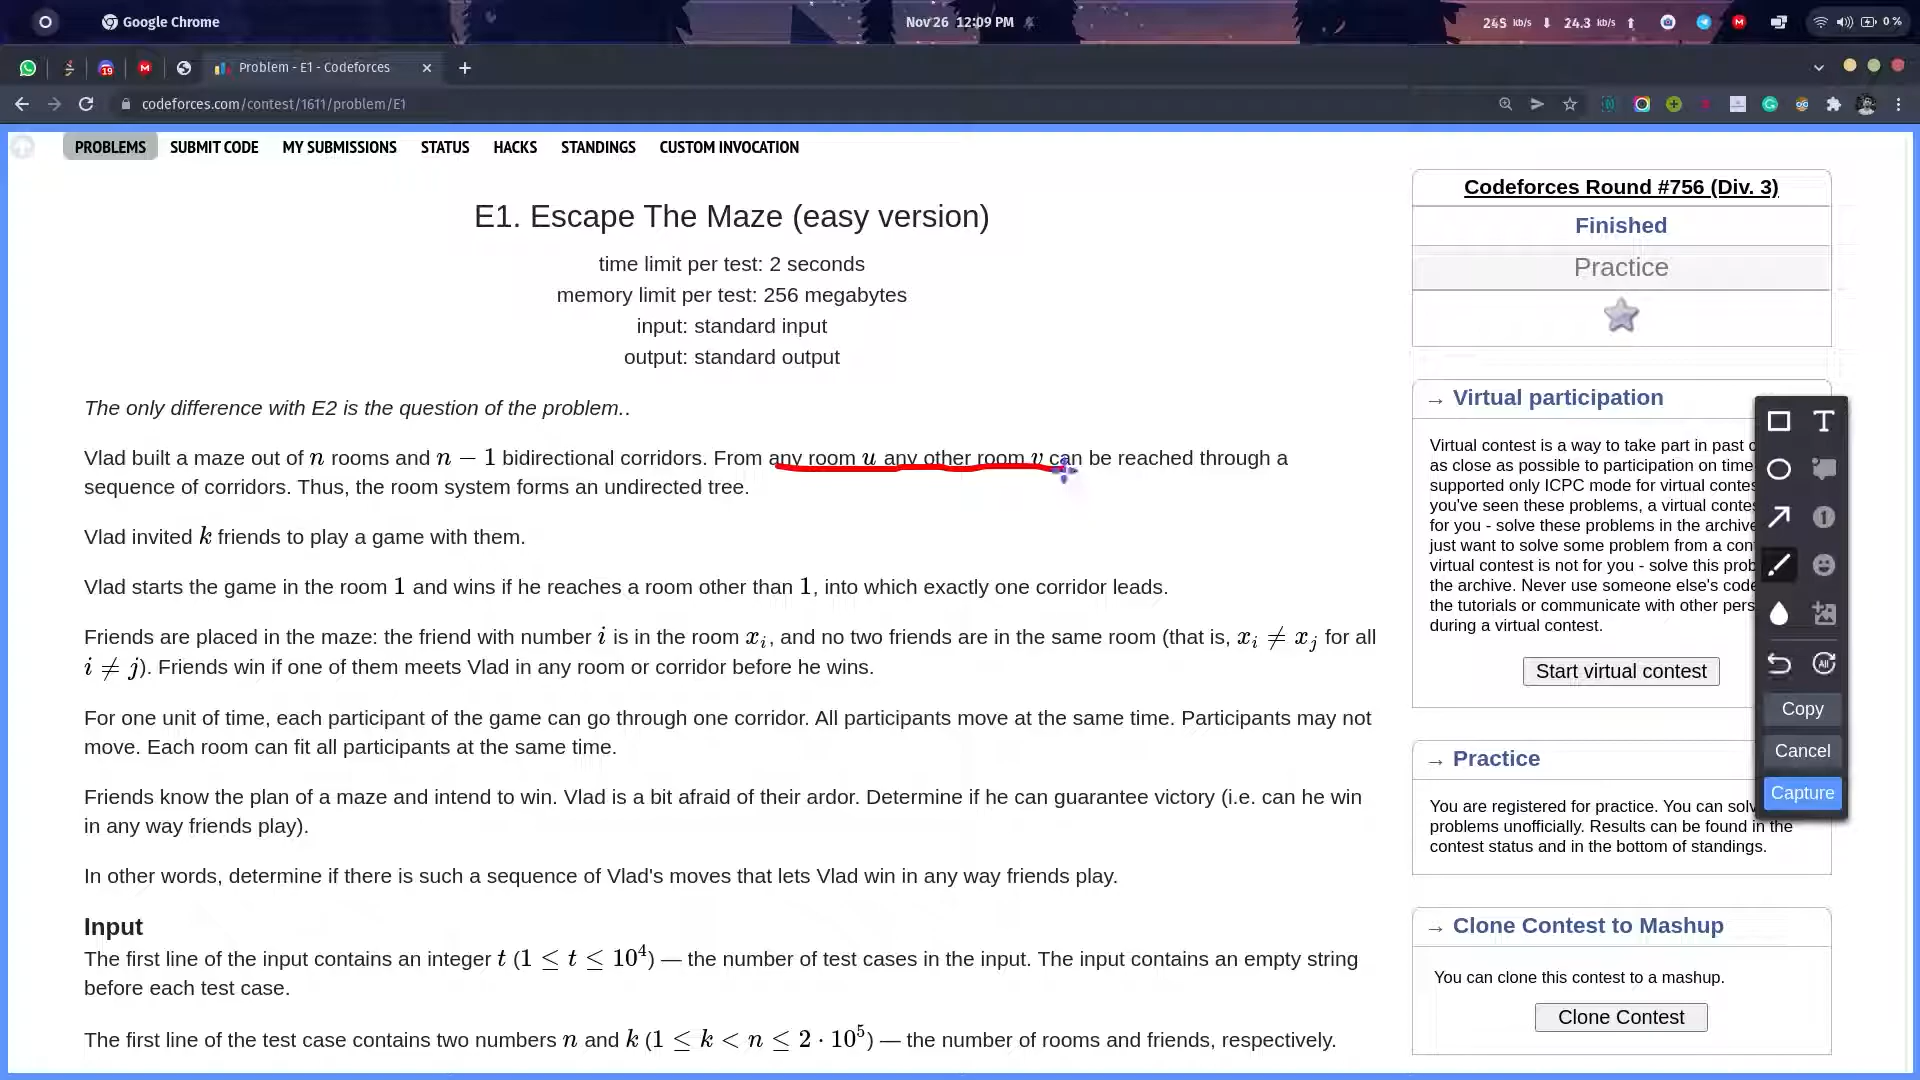 Google Chrome
Nov 26 12:09 PM
245 kb/s 24.3 kb/s 0 %
19 Problem - E1 - Codeforces
codeforces.com/contest/1611/problem/E1
PROBLEMS SUBMIT CODE MY SUBMISSIONS STATUS HACKS STANDINGS CUSTOM INVOCATION
E1. Escape The Maze (easy version)
time limit per test: 2 seconds
memory limit per test: 256 megabytes
input: standard input
output: standard output
The only difference with E2 is the question of the problem..
Vlad built a maze out of n rooms and n − 1 bidirectional corridors. From any room u any other room v can be reached through a
sequence of corridors. Thus, the room system forms an undirected tree.
Vlad invited k friends to play a game with them.
Vlad starts the game in the room 1 and wins if he reaches a room other than 1, into which exactly one corridor leads.
Friends are placed in the maze: the friend with number i is in the room xᵢ, and no two friends are in the same room (that is, xᵢ ≠ xⱼ for all
i ≠ j). Friends win if one of them meets Vlad in any room or corridor before he wins.
For one unit of time, each participant of the game can go through one corridor. All participants move at the same time. Participants may not
move. Each room can fit all participants at the same time.
Friends know the plan of a maze and intend to win. Vlad is a bit afraid of their ardor. Determine if he can guarantee victory (i.e. can he win
in any way friends play).
In other words, determine if there is such a sequence of Vlad's moves that lets Vlad win in any way friends play.
Input
The first line of the input contains an integer t (1 ≤ t ≤ 10⁴) — the number of test cases in the input. The input contains an empty string
before each test case.
The first line of the test case contains two numbers n and k (1 ≤ k < n ≤ 2 · 10⁵) — the number of rooms and friends, respectively.
Codeforces Round #756 (Div. 3)
Finished
Practice
→ Virtual participation
Virtual contest is a way to take part in past
as close as possible to participation on time
supported only ICPC mode for virtual
you've seen these problems, a virtual
for you - solve these problems in the
just want to solve some problem from a
virtual contest is not for you - solve this
the archive. Never use someone else's code
the tutorials or communicate with other
during a virtual contest.
Start virtual contest
→ Practice
You are registered for practice. You can
problems unofficially. Results can be found in the
contest status and in the bottom of standings.
→ Clone Contest to Mashup
You can clone this contest to a mashup.
Clone Contest
T
1
All
Copy
Cancel
Capture